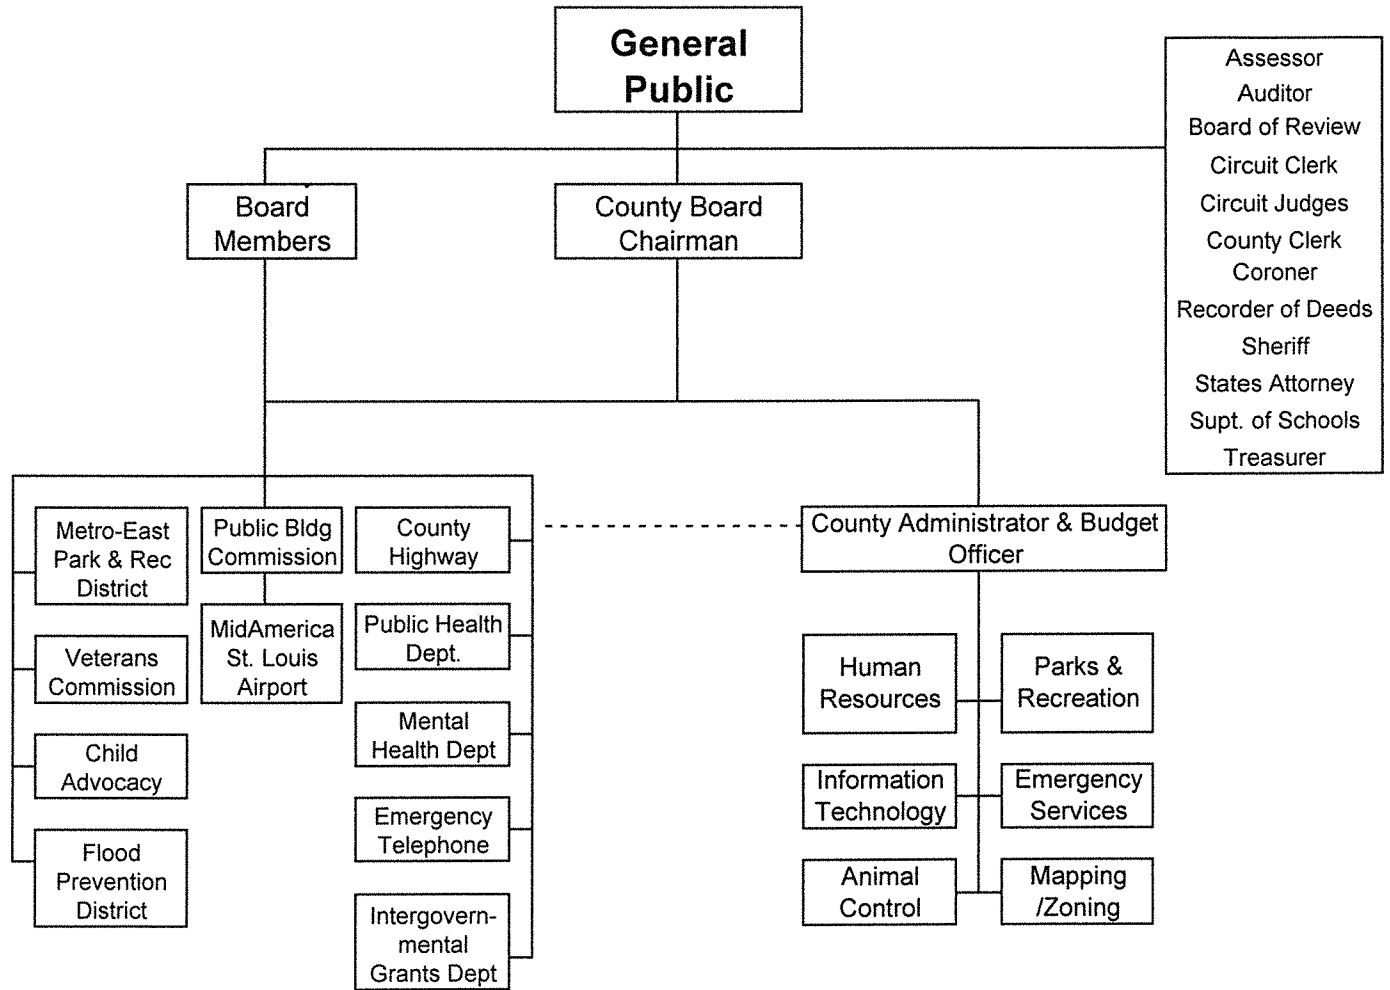 General
Public
Assessor
Auditor
Board of Review
Circuit Clerk
Circuit Judges
County Clerk
Coroner
Recorder of Deeds
Sheriff
States Attorney
Supt. of Schools
Treasurer
Board
Members
County Board
Chairman
Metro-East
Park & Rec
District
Veterans
Commission
Child
Advocacy
Flood
Prevention
District
Public Bldg
Commission
MidAmerica
St. Louis
Airport
County
Highway
Public Health
Dept.
Mental
Health Dept
Emergency
Telephone
Intergovern-
mental
Grants Dept
County Administrator & Budget
Officer
Human
Resources
Parks &
Recreation
Information
Technology
Emergency
Services
Animal
Control
Mapping
/Zoning